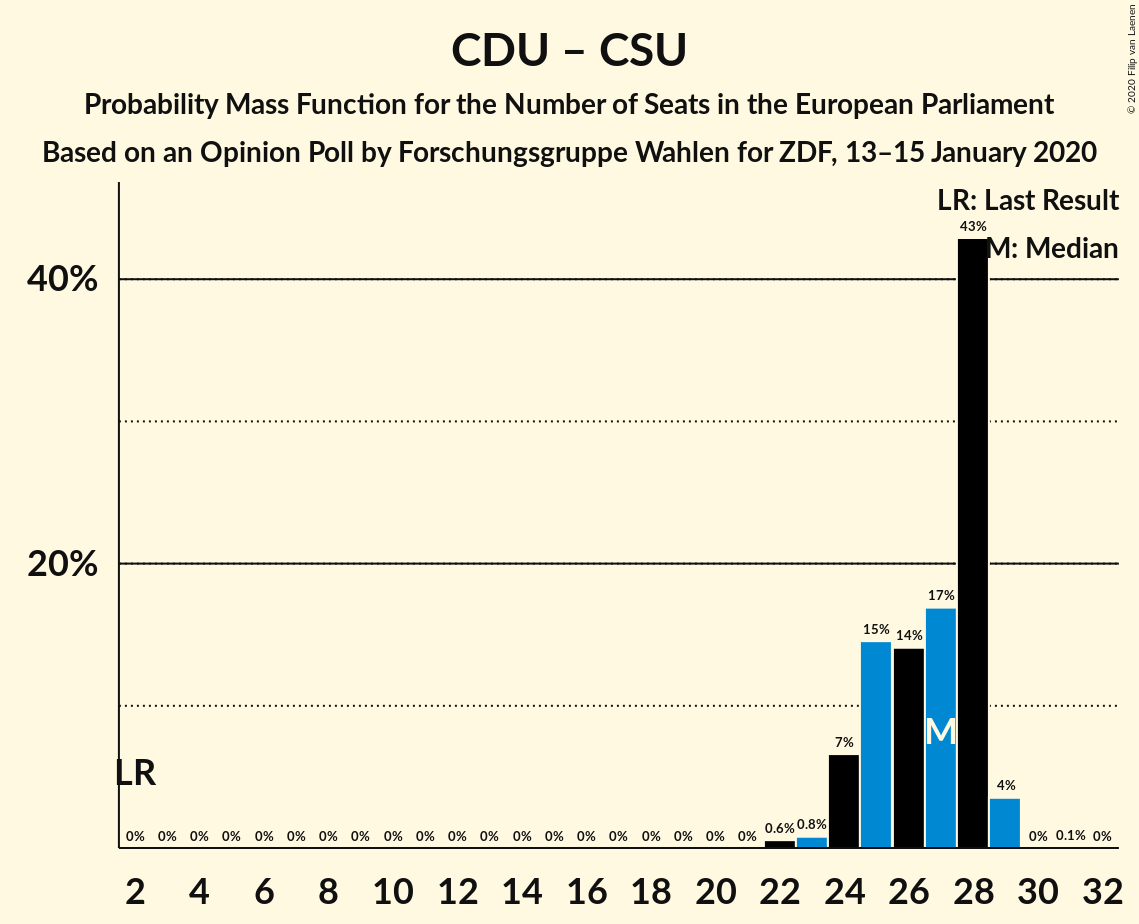 CDU – CSU
Probability Mass Function for the Number of Seats in the European Parliament
Based on an Opinion Poll by Forschungsgruppe Wahlen for ZDF, 13–15 January 2020
© 2020 Filip van Laenen
LR: Last Result
M: Median
40%
20%
LR
M
0% 0% 0% 0% 0% 0% 0% 0% 0% 0% 0% 0% 0% 0% 0% 0% 0% 0% 0% 0% 0.6% 0.8% 7% 15% 14% 17% 43% 4% 0% 0.1% 0%
2 4 6 8 10 12 14 16 18 20 22 24 26 28 30 32